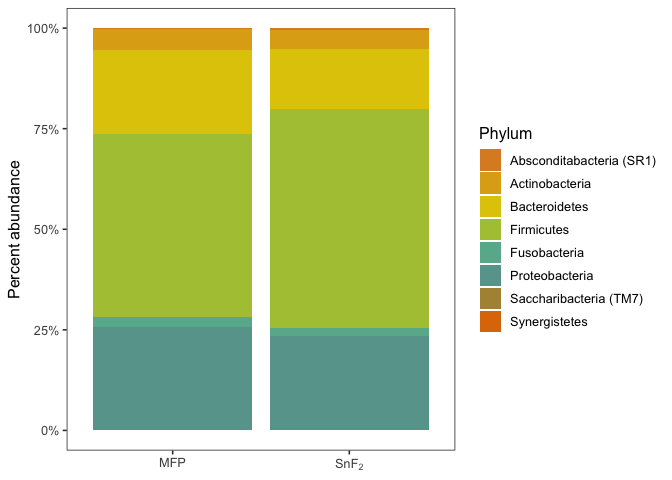 Percent abundance
100%
75%
50%
25%
0%
MFP
SnF₂
Phylum
Absconditabacteria (SR1)
Actinobacteria
Bacteroidetes
Firmicutes
Fusobacteria
Proteobacteria
Saccharibacteria (TM7)
Synergistetes